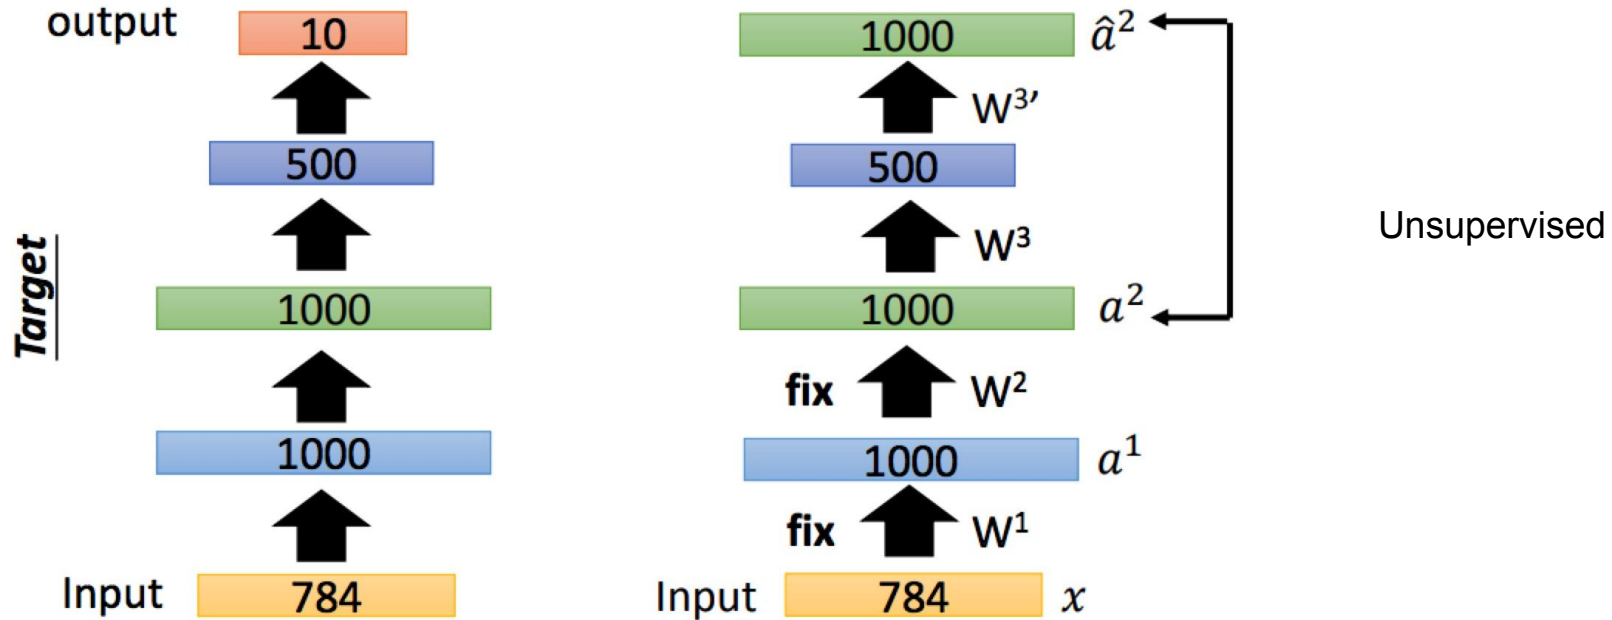 output
10
500
Target
1000
1000
Input
784
1000
â²
W³’
500
W³
1000
a²
fix
W²
1000
a¹
fix
W¹
Input
784
x
Unsupervised